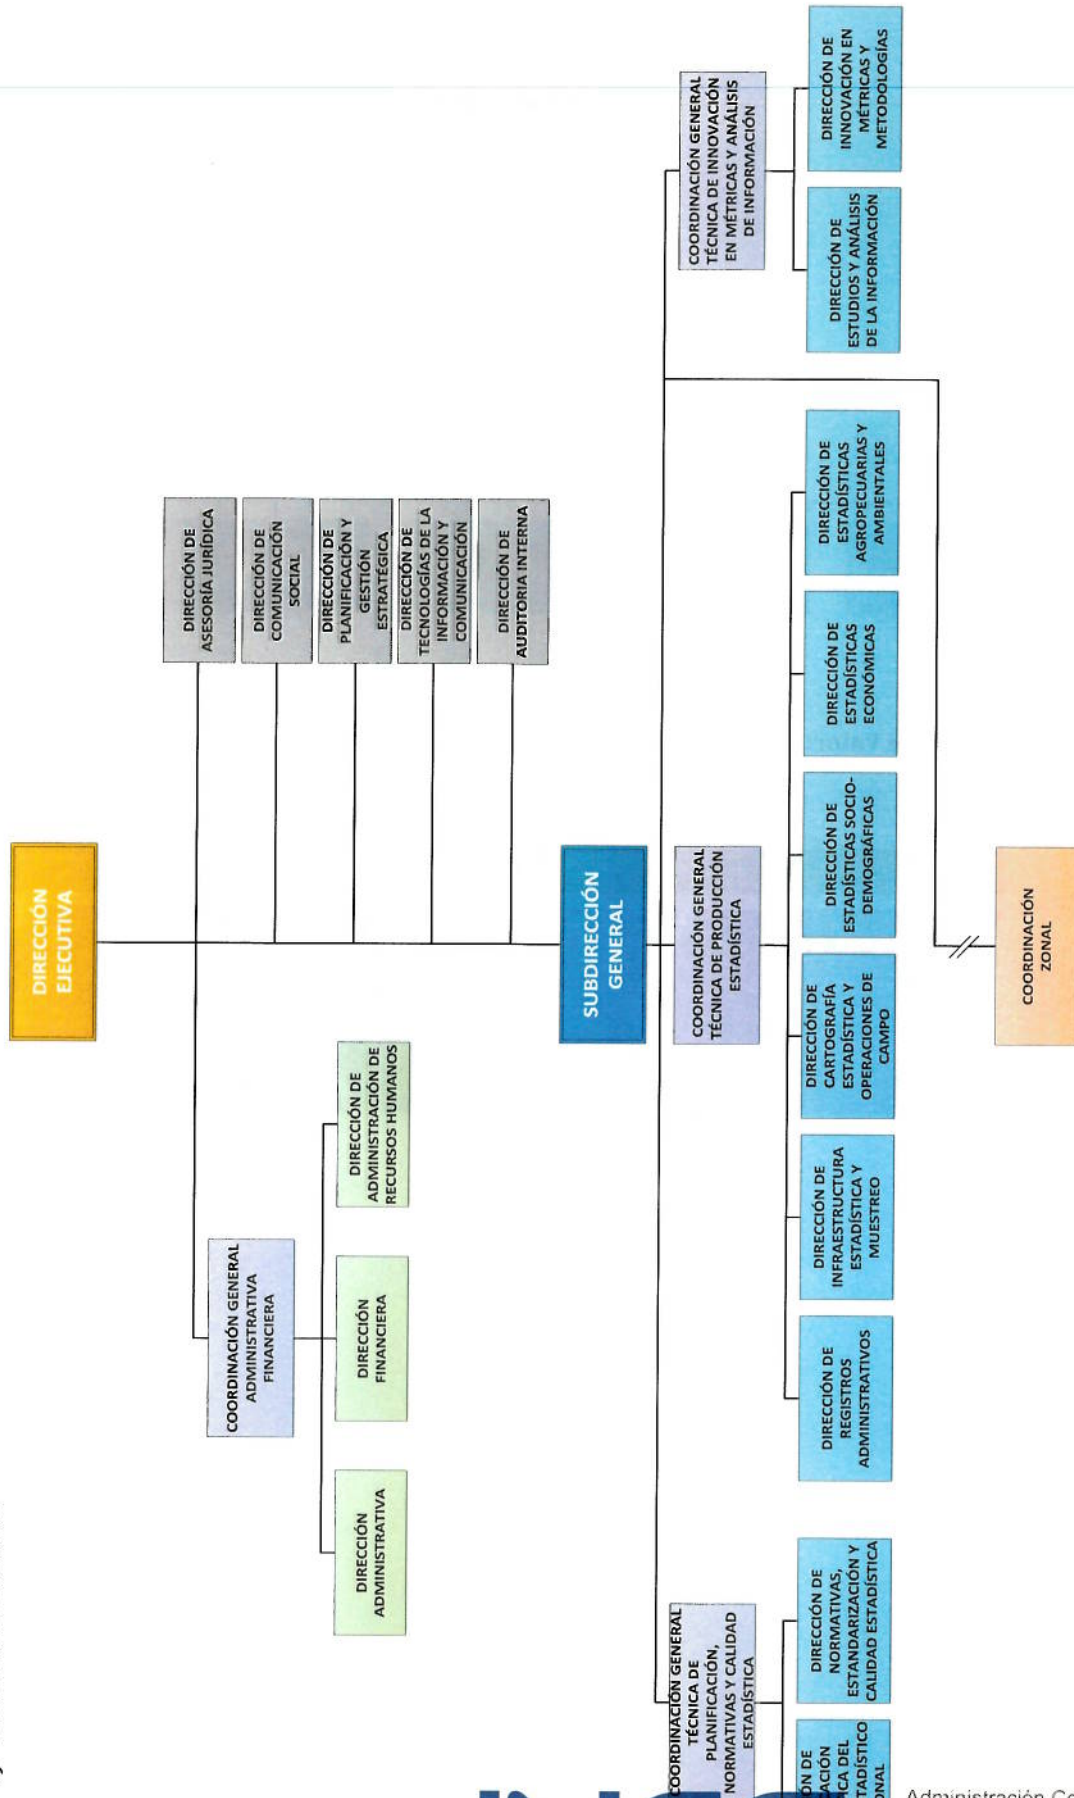 DIRECCIÓN
EJECUTIVA
DIRECCIÓN DE
ASESORÍA JURÍDICA
DIRECCIÓN DE
COMUNICACIÓN
SOCIAL
DIRECCIÓN DE
PLANIFICACIÓN Y
GESTIÓN
ESTRATÉGICA
DIRECCIÓN DE
TECNOLOGÍAS DE LA
INFORMACIÓN Y
COMUNICACIÓN
DIRECCIÓN DE
AUDITORIA INTERNA
COORDINACIÓN GENERAL
ADMINISTRATIVA
FINANCIERA
DIRECCIÓN
ADMINISTRATIVA
DIRECCIÓN
FINANCIERA
DIRECCIÓN DE
ADMINISTRACIÓN DE
RECURSOS HUMANOS
SUBDIRECCIÓN
GENERAL
COORDINACIÓN GENERAL
TÉCNICA DE
PLANIFICACIÓN,
NORMATIVAS Y CALIDAD
ESTADÍSTICA
COORDINACIÓN GENERAL
TÉCNICA DE PRODUCCIÓN
ESTADÍSTICA
COORDINACIÓN GENERAL
TÉCNICA DE INNOVACIÓN
EN MÉTRICAS Y ANÁLISIS
DE INFORMACIÓN
DIRECCIÓN DE
NORMATIVAS,
ESTANDARIZACIÓN Y
CALIDAD ESTADÍSTICA
DIRECCIÓN DE
REGISTROS
ADMINISTRATIVOS
DIRECCIÓN DE
INFRAESTRUCTURA
ESTADÍSTICA Y
MUESTREO
DIRECCIÓN DE
CARTOGRAFÍA
ESTADÍSTICA Y
OPERACIONES DE
CAMPO
DIRECCIÓN DE
ESTADÍSTICAS SOCIO-
DEMOGRÁFICAS
DIRECCIÓN DE
ESTADÍSTICAS
ECONÓMICAS
DIRECCIÓN DE
ESTADÍSTICAS
AGROPECUARIAS Y
AMBIENTALES
DIRECCIÓN DE
ESTUDIOS Y ANÁLISIS
DE LA INFORMACIÓN
DIRECCIÓN DE
INNOVACIÓN EN
MÉTRICAS Y
METODOLOGÍAS
COORDINACIÓN
ZONAL
Administración